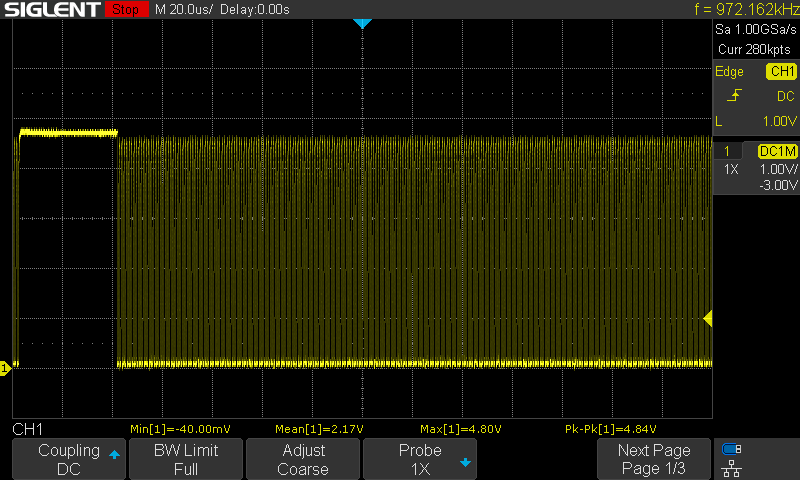 SIGLENT Stop M 20.0us/ Delay:0.00s f = 972.162kHz
Sa 1.00GSa/s
Curr 280kpts
Edge CH1
DC
L 1.00V
1 DC1M
1X 1.00V/
-3.00V
1
CH1 Min[1]=-40.00mV Mean[1]=2.17V Max[1]=4.80V Pk-Pk[1]=4.84V
Coupling BW Limit Adjust Probe Next Page
DC Full Coarse 1X Page 1/3